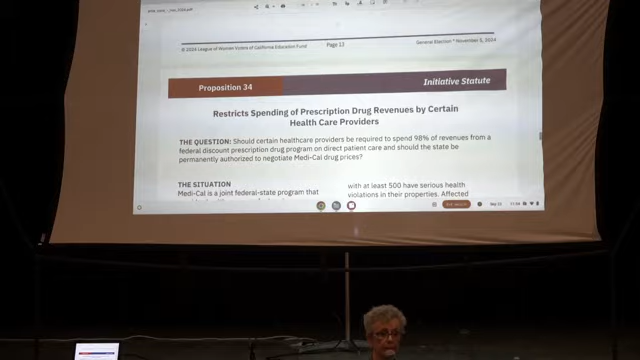 © 2024 League of Women Voters of California Education Fund Page 12 General Election * November 5, 2024
Proposition 34 Initiative Statute
Restricts Spending of Prescription Drug Revenues by Certain
Health Care Providers
THE QUESTION: Should certain healthcare providers be required to spend 98% of revenues from a
federal discount prescription drug program on direct patient care and should the state be
permanently authorized to negotiate Medi-Cal drug prices?
THE SITUATION
Medi-Cal is a joint federal-state program that
with at least 500 have serious health
violations in their properties. Affected